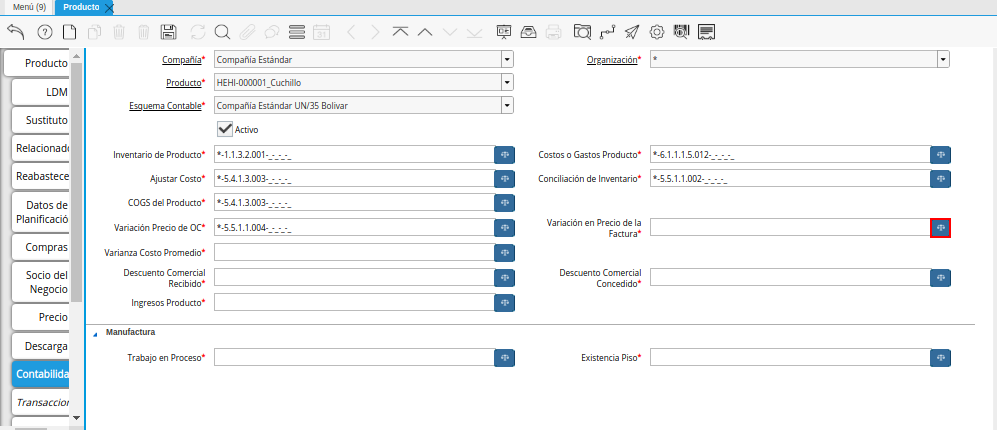 Menú (9) Producto
Producto
LDM
Sustituto
Relacionado
Reabastece
Datos de
Planificació
Compras
Socio del
Negocio
Precio
Descarga
Contabilida
Transaccion
Compañía* Compañía Estándar Organización* *
Producto* HEHI-000001_Cuchillo
Esquema Contable* Compañía Estándar UN/35 Bolivar
Activo
Inventario de Producto* *-1.1.3.2.001-_-_-_-_ Costos o Gastos Producto* *-6.1.1.1.5.012-_-_-_-_
Ajustar Costo* *-5.4.1.3.003-_-_-_-_ Conciliación de Inventario* *-5.5.1.1.002-_-_-_-_
COGS del Producto* *-5.4.1.3.003-_-_-_-_
Variación Precio de OC* *-5.5.1.1.004-_-_-_-_ Variación en Precio de la
Factura*
Varianza Costo Promedio*
Descuento Comercial
Recibido*
Descuento Comercial
Concedido*
Ingresos Producto*
Manufactura
Trabajo en Proceso* Existencia Piso*